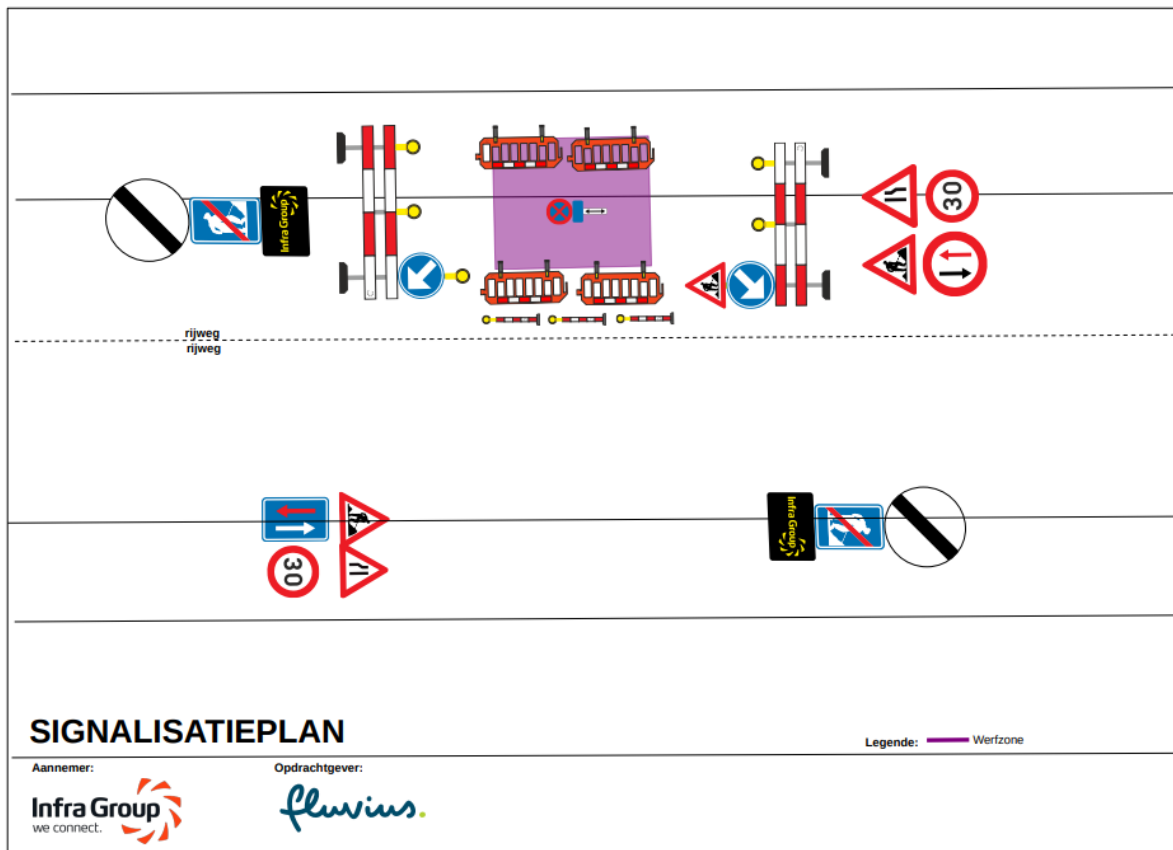 Infra Group
C
C
30
rijweg
rijweg
30
Infra Group
SIGNALISATIEPLAN
Legende: Werfzone
Aannemer: Opdrachtgever:
Infra Group
we connect.
fluvius.